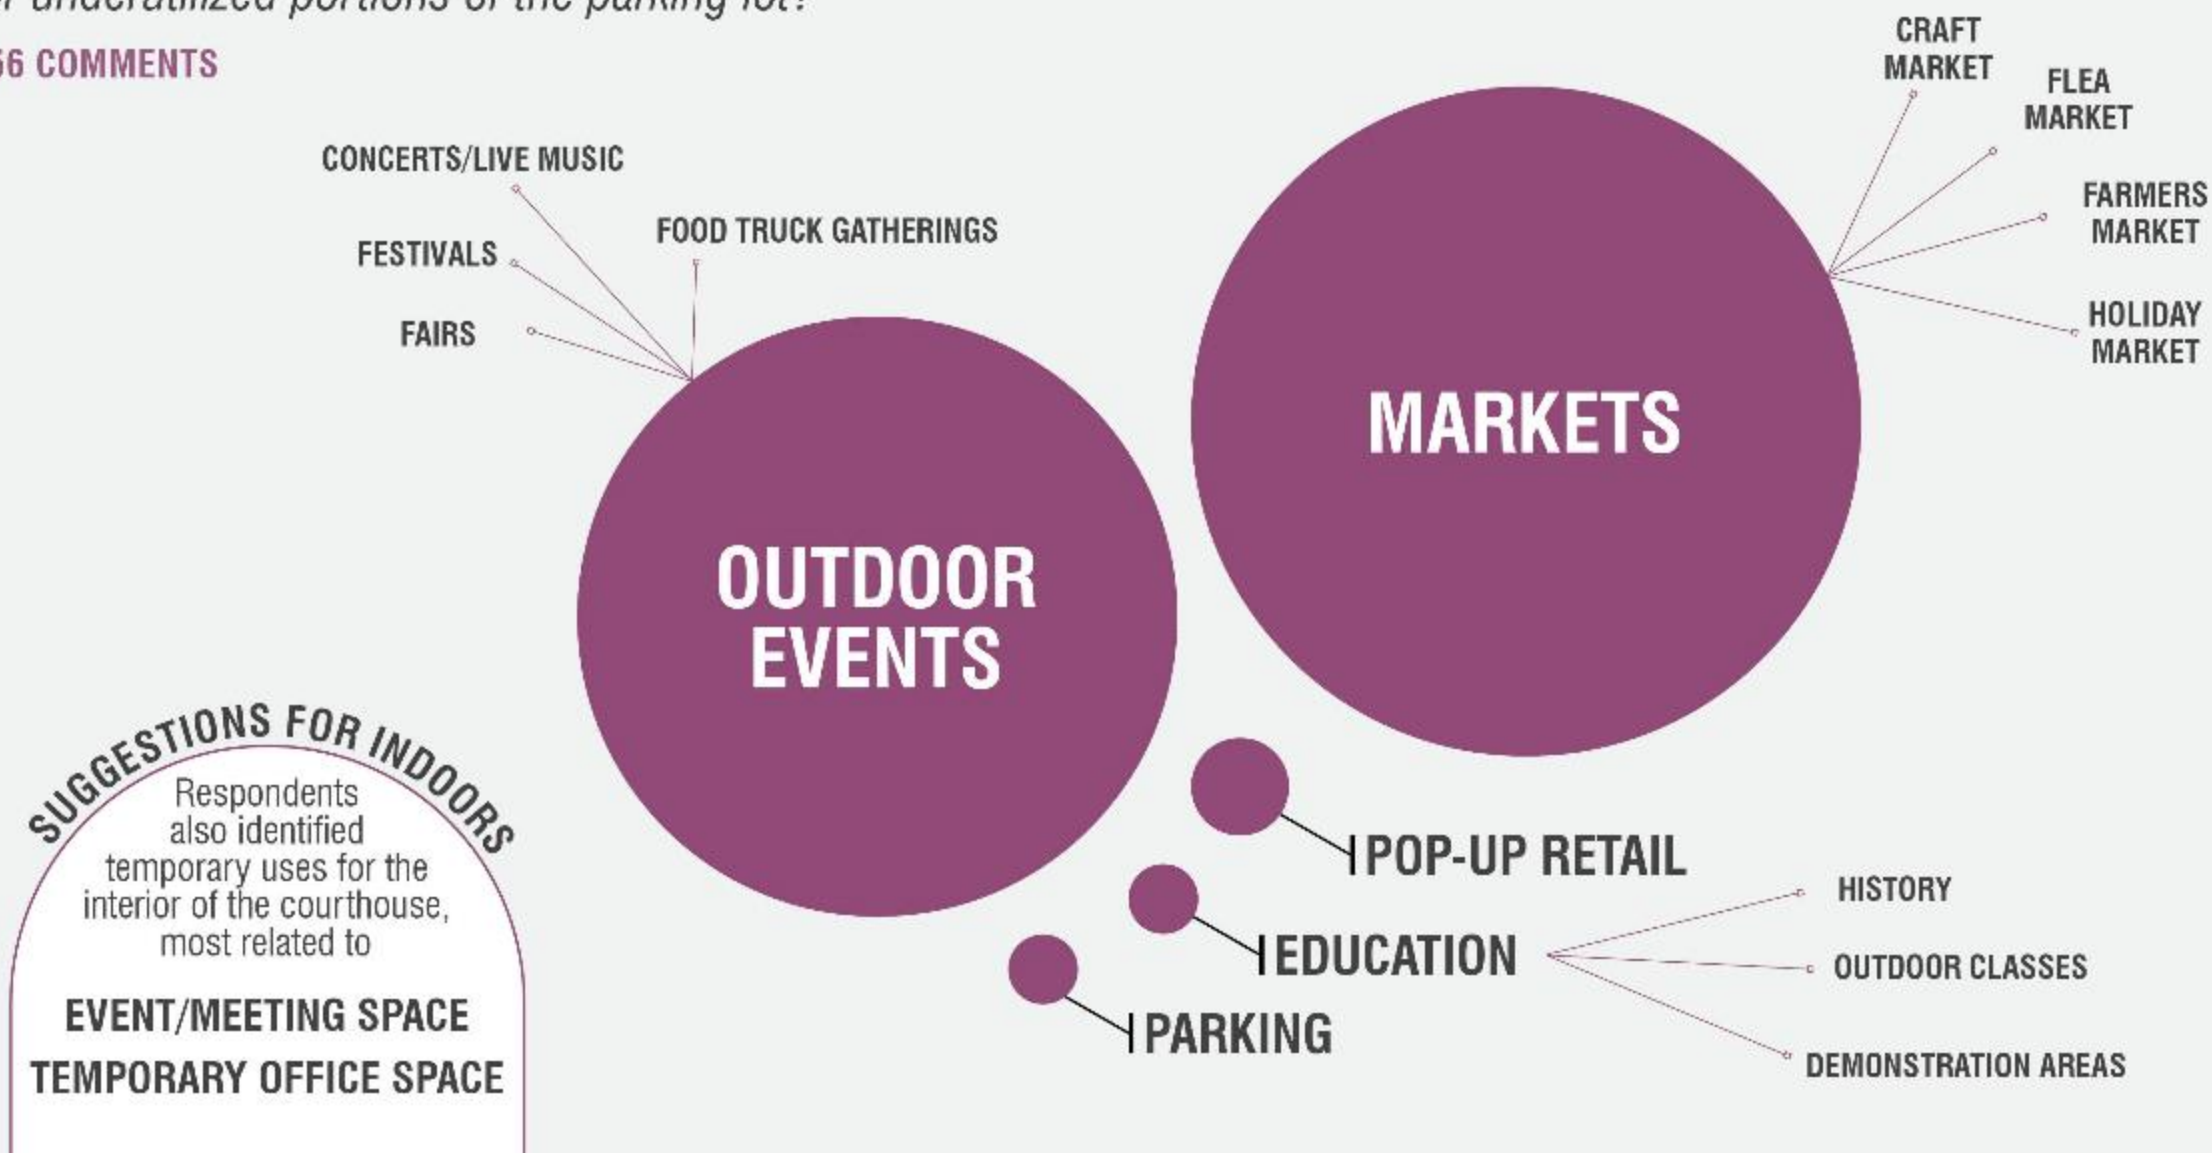 underutilized portions of the parking lot?
COMMENTS
CONCERTS/LIVE MUSIC
FESTIVALS
FAIRS
FOOD TRUCK GATHERINGS
OUTDOOR
EVENTS
CRAFT
MARKET
FLEA
MARKET
FARMERS
MARKET
HOLIDAY
MARKET
MARKETS
POP-UP RETAIL
EDUCATION
HISTORY
OUTDOOR CLASSES
DEMONSTRATION AREAS
PARKING
SUGGESTIONS FOR INDOORS
Respondents
also identified
temporary uses for the
interior of the courthouse,
most related to
EVENT/MEETING SPACE
TEMPORARY OFFICE SPACE